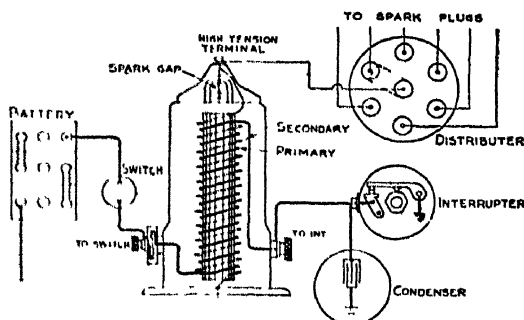 TO SPARK PLUGS
HIGH TENSION
TERMINAL
SPARK GAP
BATTERY
SECONDARY
PRIMARY
DISTRIBUTER
SWITCH
INTERRUPTER
TO SWITCH
TO INT
CONDENSER